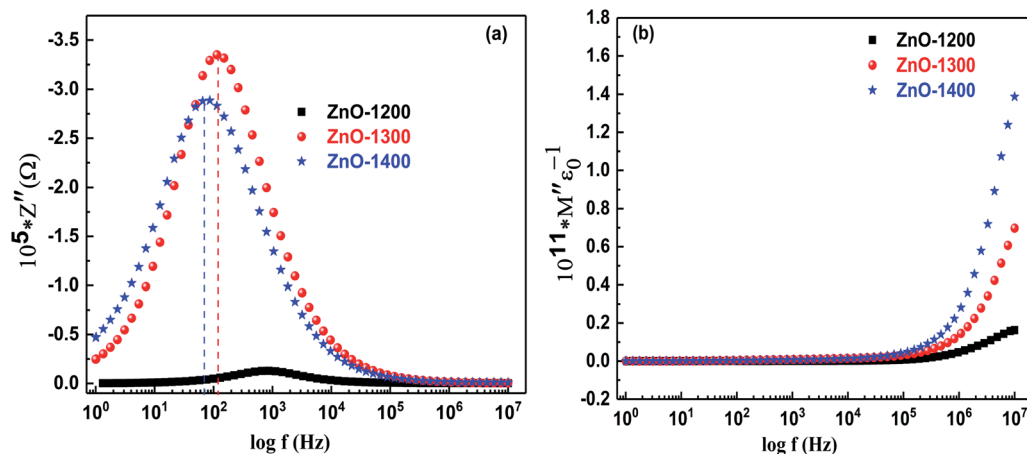 (a)
-3.5
-3.0
-2.5
-2.0
-1.5
-1.0
-0.5
0.0
10⁵*Z″(Ω)
ZnO-1200
ZnO-1300
ZnO-1400
10⁰ 10¹ 10² 10³ 10⁴ 10⁵ 10⁶ 10⁷
log f (Hz)
(b)
1.8
1.6
1.4
1.2
1.0
0.8
0.6
0.4
0.2
0.0
-0.2
10¹¹*M″ε₀⁻¹
ZnO-1200
ZnO-1300
ZnO-1400
10⁰ 10¹ 10² 10³ 10⁴ 10⁵ 10⁶ 10⁷
log f (Hz)